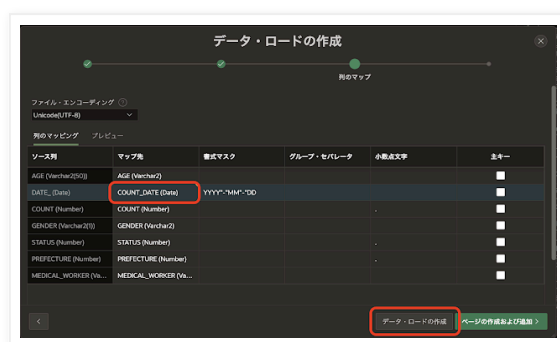 データ・ロードの作成
列のマップ
ファイル・エンコーディング
Unicode(UTF-8)
列のマッピング プレビュー
ソース列 マップ先 書式マスク グループ・セパレータ 小数点文字 主キー
AGE (Varchar2(50)) AGE (Varchar2)
DATE_ (Date) COUNT_DATE (Date) YYYY"-"MM"-"DD
COUNT (Number) COUNT (Number) .
GENDER (Varchar2(1)) GENDER (Varchar2)
STATUS (Number) STATUS (Number) .
PREFECTURE (Number) PREFECTURE (Number) .
MEDICAL_WORKER (Va... MEDICAL_WORKER (Va...
データ・ロードの作成 ページの作成および追加 >